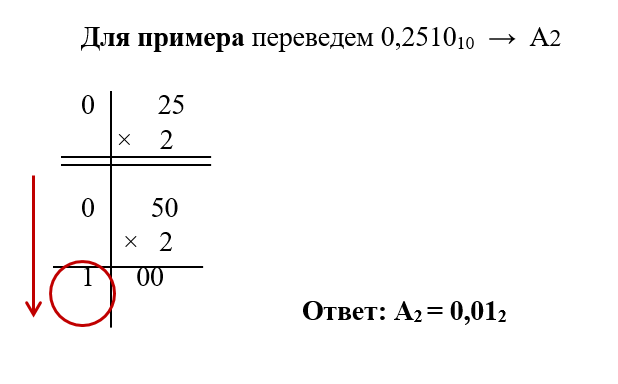 Для примера переведем 0,2510₁₀ → A2
0 25
× 2
0 50
× 2
1 00
Ответ: A₂ = 0,01₂